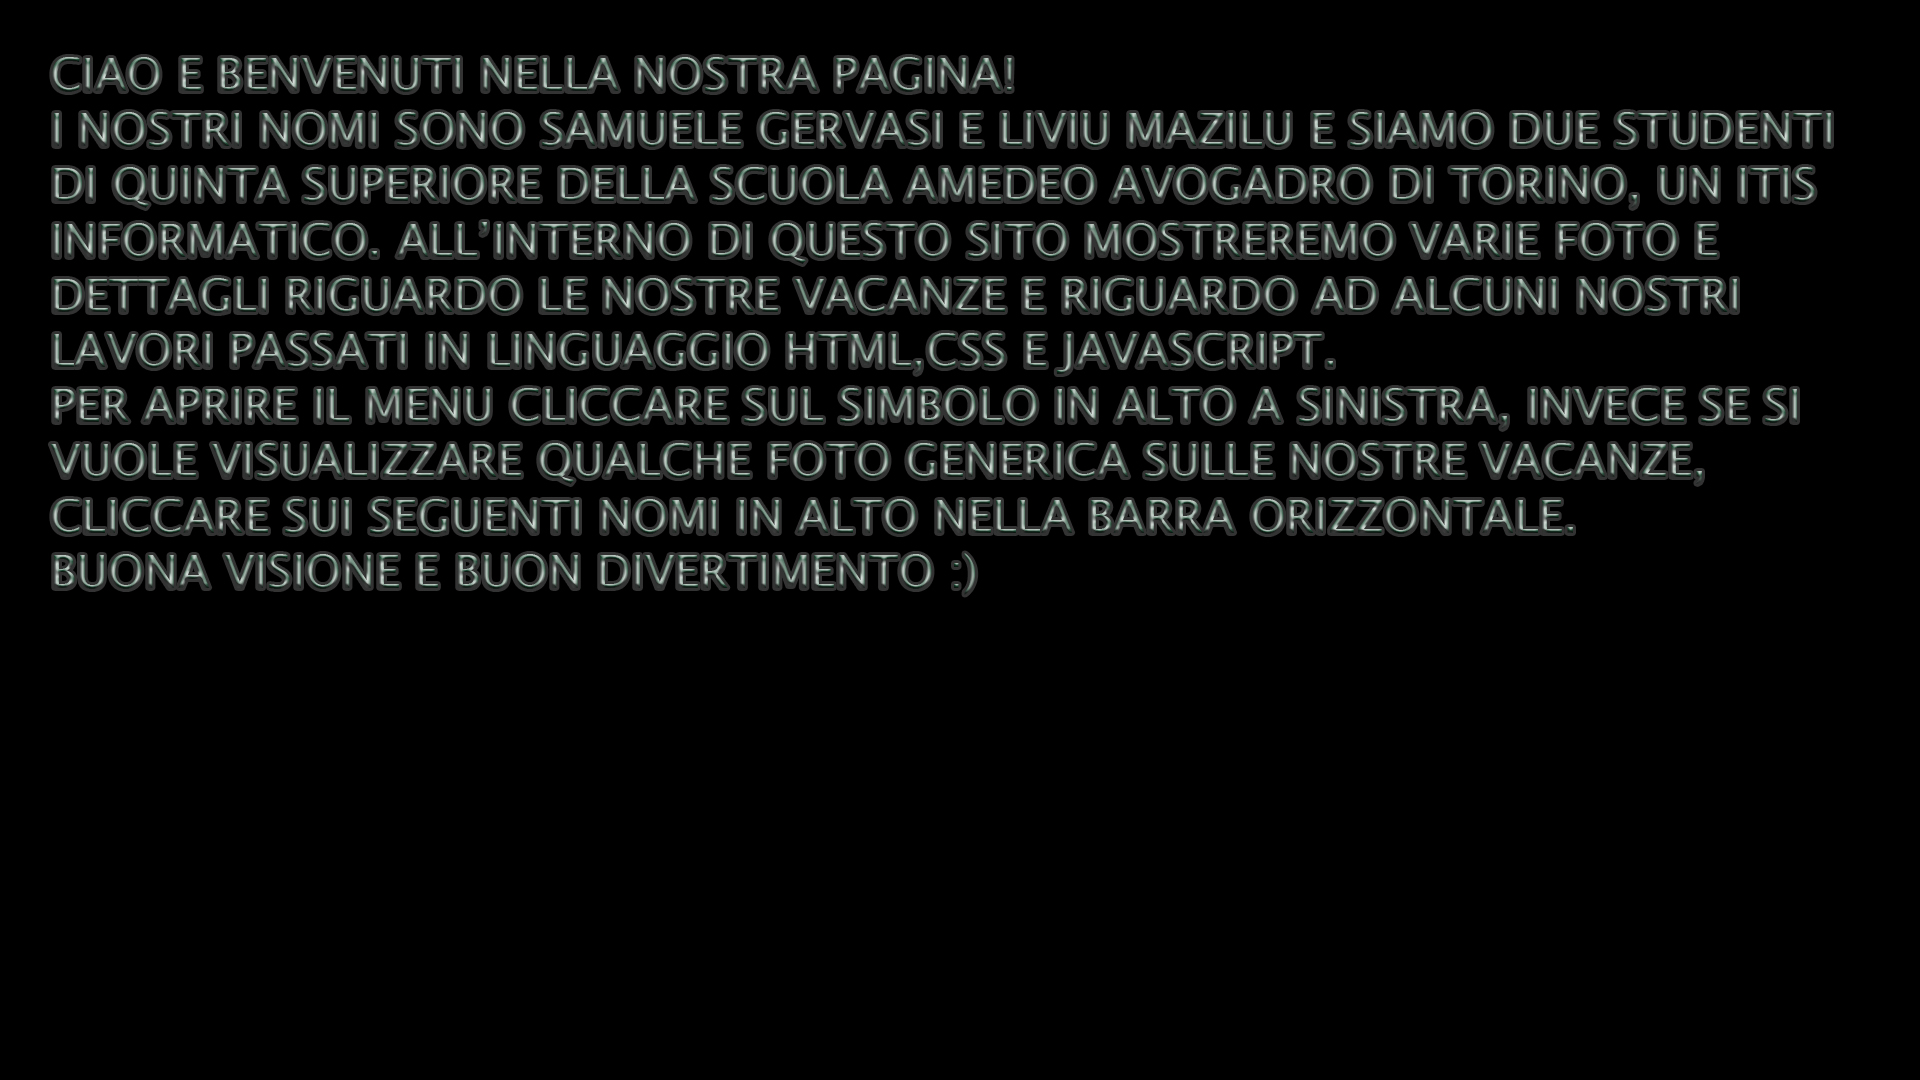 CIAO E BENVENUTI NELLA NOSTRA PAGINA!
I NOSTRI NOMI SONO SAMUELE GERVASI E LIVIU MAZILU E SIAMO DUE STUDENTI
DI QUINTA SUPERIORE DELLA SCUOLA AMEDEO AVOGADRO DI TORINO, UN ITIS
INFORMATICO. ALL'INTERNO DI QUESTO SITO MOSTREREMO VARIE FOTO E
DETTAGLI RIGUARDO LE NOSTRE VACANZE E RIGUARDO AD ALCUNI NOSTRI
LAVORI PASSATI IN LINGUAGGIO HTML,CSS E JAVASCRIPT.
PER APRIRE IL MENU CLICCARE SUL SIMBOLO IN ALTO A SINISTRA, INVECE SE SI
VUOLE VISUALIZZARE QUALCHE FOTO GENERICA SULLE NOSTRE VACANZE,
CLICCARE SUI SEGUENTI NOMI IN ALTO NELLA BARRA ORIZZONTALE.
BUONA VISIONE E BUON DIVERTIMENTO :)